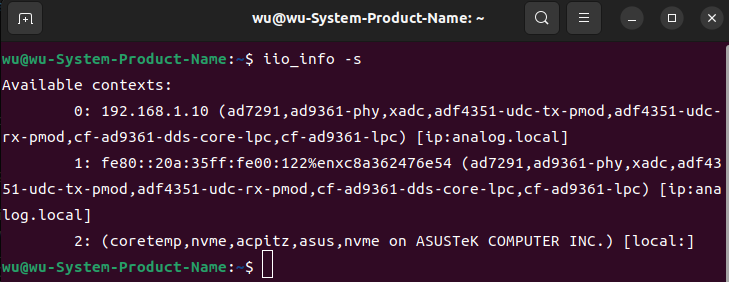 wu@wu-System-Product-Name: ~
wu@wu-System-Product-Name:~$ iio_info -s
Available contexts:
        0: 192.168.1.10 (ad7291,ad9361-phy,xadc,adf4351-udc-tx-pmod,adf4351-udc-
rx-pmod,cf-ad9361-dds-core-lpc,cf-ad9361-lpc) [ip:analog.local]
        1: fe80::20a:35ff:fe00:122%enxc8a362476e54 (ad7291,ad9361-phy,xadc,adf43
51-udc-tx-pmod,adf4351-udc-rx-pmod,cf-ad9361-dds-core-lpc,cf-ad9361-lpc) [ip:ana
log.local]
        2: (coretemp,nvme,acpitz,asus,nvme on ASUSTeK COMPUTER INC.) [local:]
wu@wu-System-Product-Name:~$